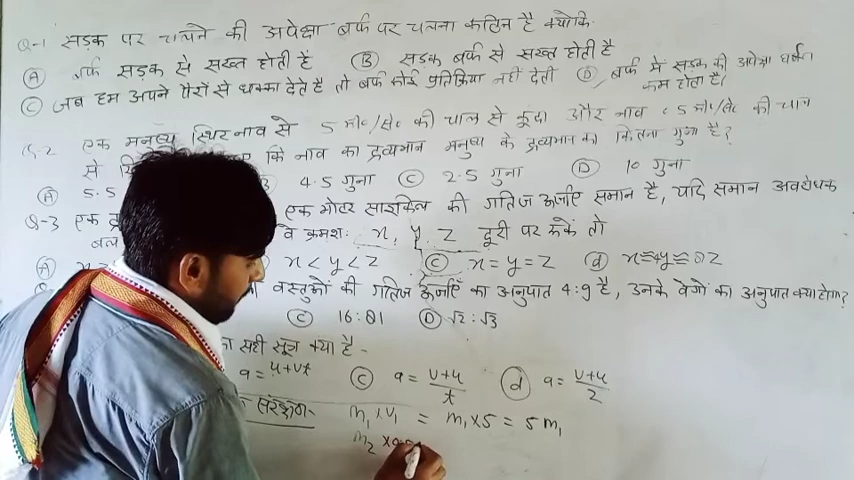 Q-1 सड़क पर चलने की अपेक्षा बर्फ पर चलना कठिन है क्योकि-
(A) बर्फ सड़क से सख्त होती है (B) सड़क बर्फ से सख्त होती है
(C) जब हम अपने पैरों से धक्का देते है तो बर्फ कोई प्रतिक्रिया नही देती (D) बर्फ में सड़क की अपेक्षा घर्षण कम होता है।
Q-2 एक मनुष्य स्थिर नाव से 5 मी०/से० की चाल से कूदा और नाव 0.5 मी०/से० की चाल
से कि नाव का द्रव्यमान मनुष्य के द्रव्यमान का कितना गुना है?
(A) 5.5 4.5 गुना (C) 2.5 गुना (D) 10 गुना
Q-3 एक एक मोटर साइकिल की गतिज ऊर्जाएं समान है, यदि समान अवरोधक
बल वे क्रमशः x, y, z दूरी पर रुकें तो
(A) x < y < z (C) x = y = z (d)
वस्तुओं की गतिज ऊर्जाएं का अनुपात 4:9 है, उनके वेगो का अनुपात क्या होगा?
(C) 16:81 (D) √2 : √3
का सही सूत्र क्या है -
a = u+vt (C) a = v+u/t (d) a = v+u/2
संरक्षण- m₁×v₁ = m₁×5 = 5m₁
m₂×